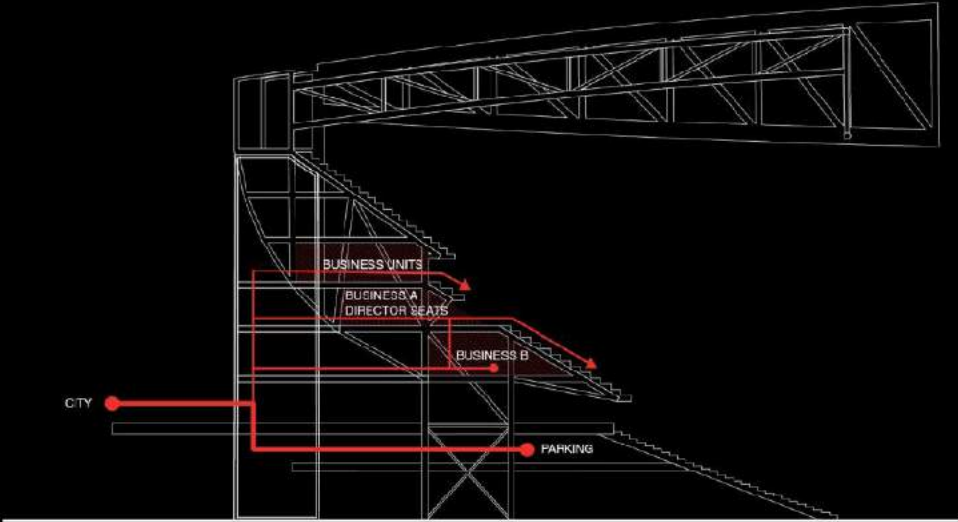 BUSINESS UNITS
BUSINESS A
DIRECTOR SEATS
BUSINESS B
CITY
PARKING